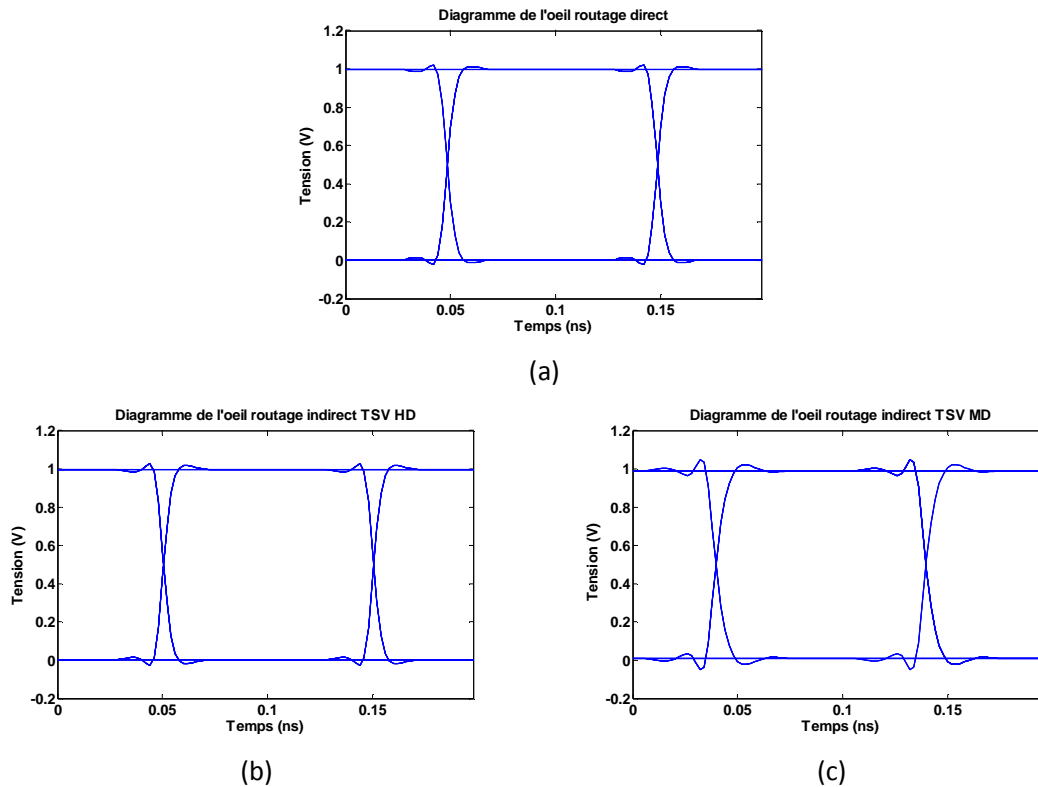 Diagramme de l'oeil routage direct
1.2
1
0.8
0.6
0.4
0.2
0
-0.2
Tension (V)
0 0.05 0.1 0.15
Temps (ns)
(a)
Diagramme de l'oeil routage indirect TSV HD
1.2
1
0.8
0.6
0.4
0.2
0
-0.2
Tension (V)
0 0.05 0.1 0.15
Temps (ns)
(b)
Diagramme de l'oeil routage indirect TSV MD
1.2
1
0.8
0.6
0.4
0.2
0
-0.2
Tension (V)
0 0.05 0.1 0.15
Temps (ns)
(c)